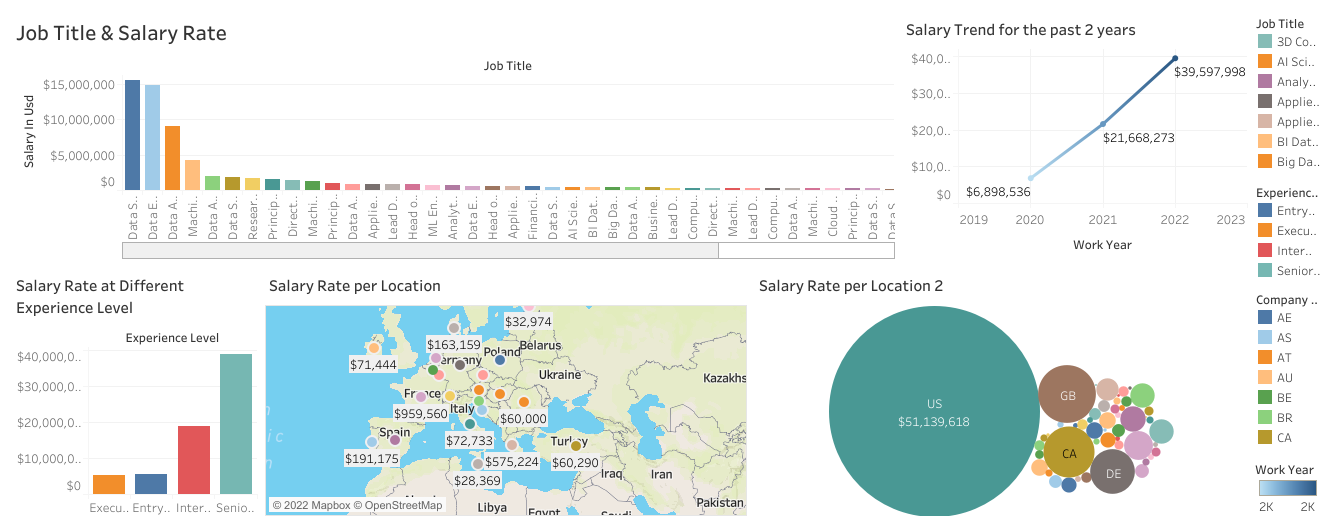 Job Title & Salary Rate
Job Title
Salary In Usd
$15,000,000
$10,000,000
$5,000,000
$0
Data S..
Data E..
Data A..
Machi..
Data A..
Data S..
Resear..
Princip..
Direct..
Machi..
Princip..
Data A..
Applie..
Lead D..
Head o..
ML En..
Analyt..
Data E..
Head o..
Applie..
Financi..
Data S..
AI Scie..
BI Dat..
Big Da..
Data A..
Busine..
Lead D..
Compu..
Direct..
Machi..
Lead D..
Compu..
Data A..
Machi..
Cloud ..
Princip..
Data S..
Data S
Salary Trend for the past 2 years
$40,0..
$30,0..
$20,0..
$10,0..
$0
$39,597,998
$21,668,273
$6,898,536
2019
2020
2021
2022
2023
Work Year
Job Title
3D Co..
AI Sci..
Analy..
Applie..
Applie..
BI Dat..
Big Da..
Experienc..
Entry..
Execu..
Inter..
Senior..
Company ..
AE
AS
AT
AU
BE
BR
CA
Work Year
2K
2K
Salary Rate at Different
Experience Level
Experience Level
$40,000,0..
$30,000,0..
$20,000,0..
$10,000,0..
$0
Execu..
Entry..
Inter..
Senio..
Salary Rate per Location
$32,974
$163,159
Belarus
Poland
$71,444
Ukraine
Kazakhs
France
$959,560
Italy
$60,000
Spain
$72,733
Turkey
$191,175
$575,224
$60,290
Iraq
Iran
$28,369
Libya
Egypt
Saudi
Pakistan
© 2022 Mapbox © OpenStreetMap
Salary Rate per Location 2
US
$51,139,618
GB
CA
DE